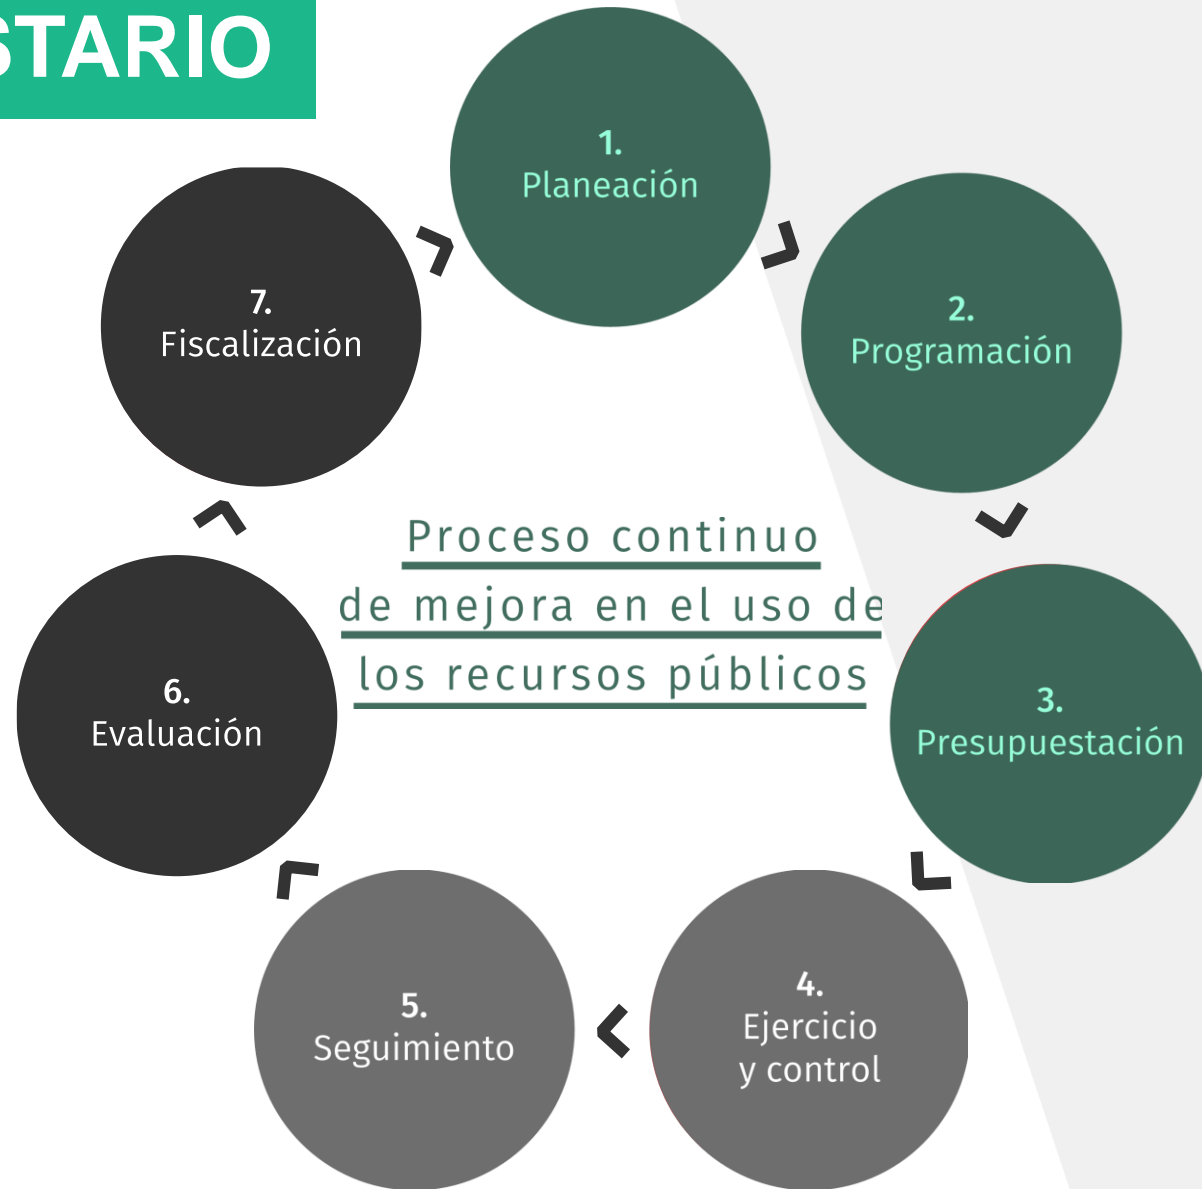 STARIO
1.
Planeación
2.
Programación
3.
Presupuestación
4.
Ejercicio
y control
5.
Seguimiento
6.
Evaluación
7.
Fiscalización
Proceso continuo
de mejora en el uso de
los recursos públicos